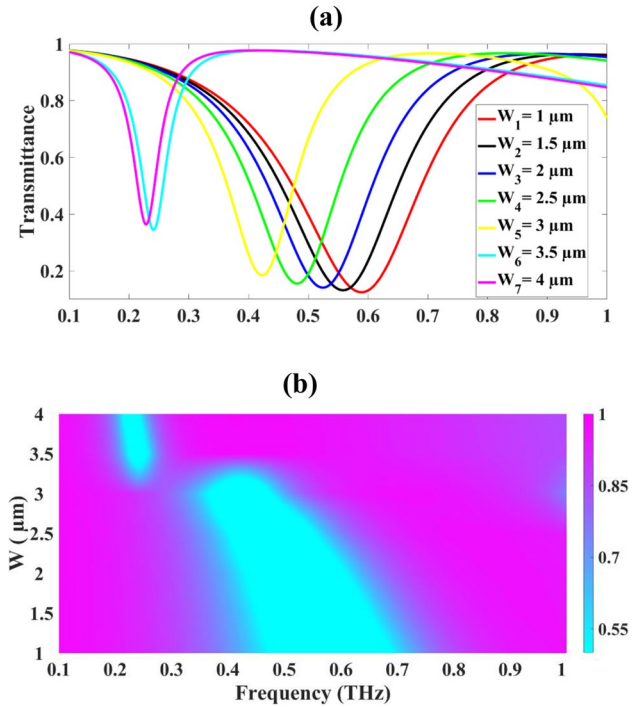 (a)
Transmittance
1
0.8
0.6
0.4
0.2
W1 = 1 µm
W2 = 1.5 µm
W3 = 2 µm
W4 = 2.5 µm
W5 = 3 µm
W6 = 3.5 µm
W7 = 4 µm
0.1 0.2 0.3 0.4 0.5 0.6 0.7 0.8 0.9 1
(b)
W ( µm)
4
3.5
3
2.5
2
1.5
1
1
0.85
0.7
0.55
0.1 0.2 0.3 0.4 0.5 0.6 0.7 0.8 0.9 1
Frequency (THz)